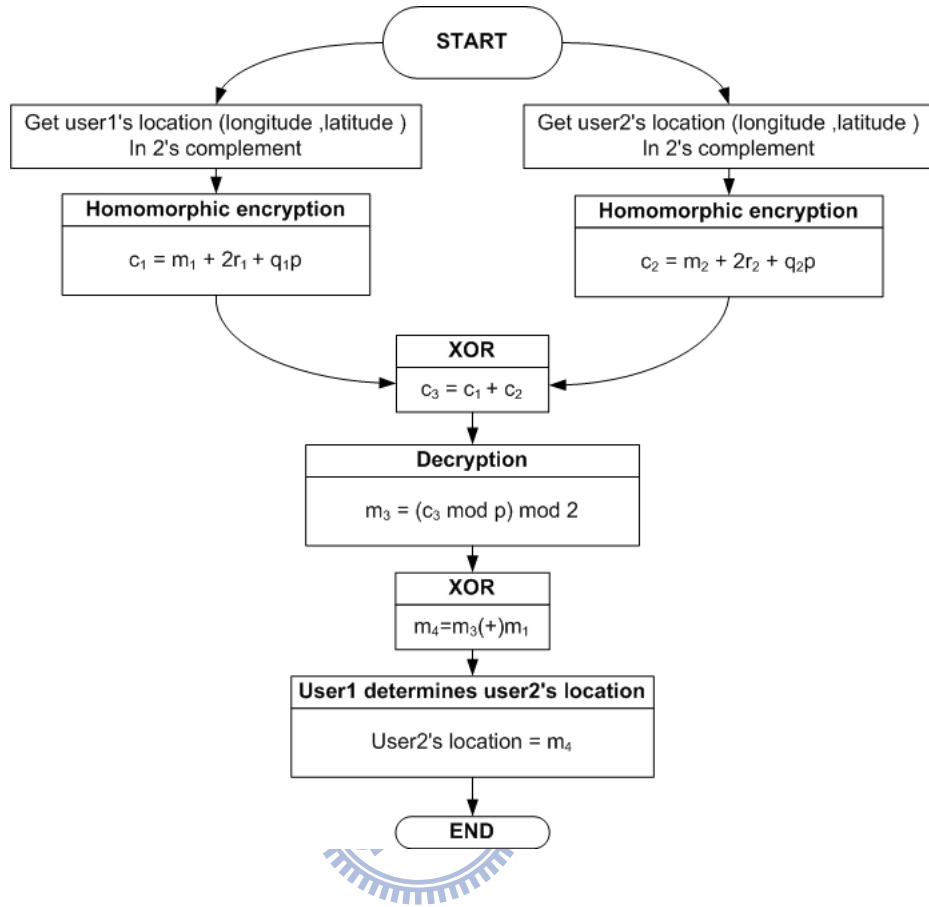 START
Get user1's location (longitude ,latitude )
In 2's complement
Get user2's location (longitude ,latitude )
In 2's complement
Homomorphic encryption
c₁ = m₁ + 2r₁ + q₁p
Homomorphic encryption
c₂ = m₂ + 2r₂ + q₂p
XOR
c₃ = c₁ + c₂
Decryption
m₃ = (c₃ mod p) mod 2
XOR
m₄=m₃(+)m₁
User1 determines user2's location
User2's location = m₄
END